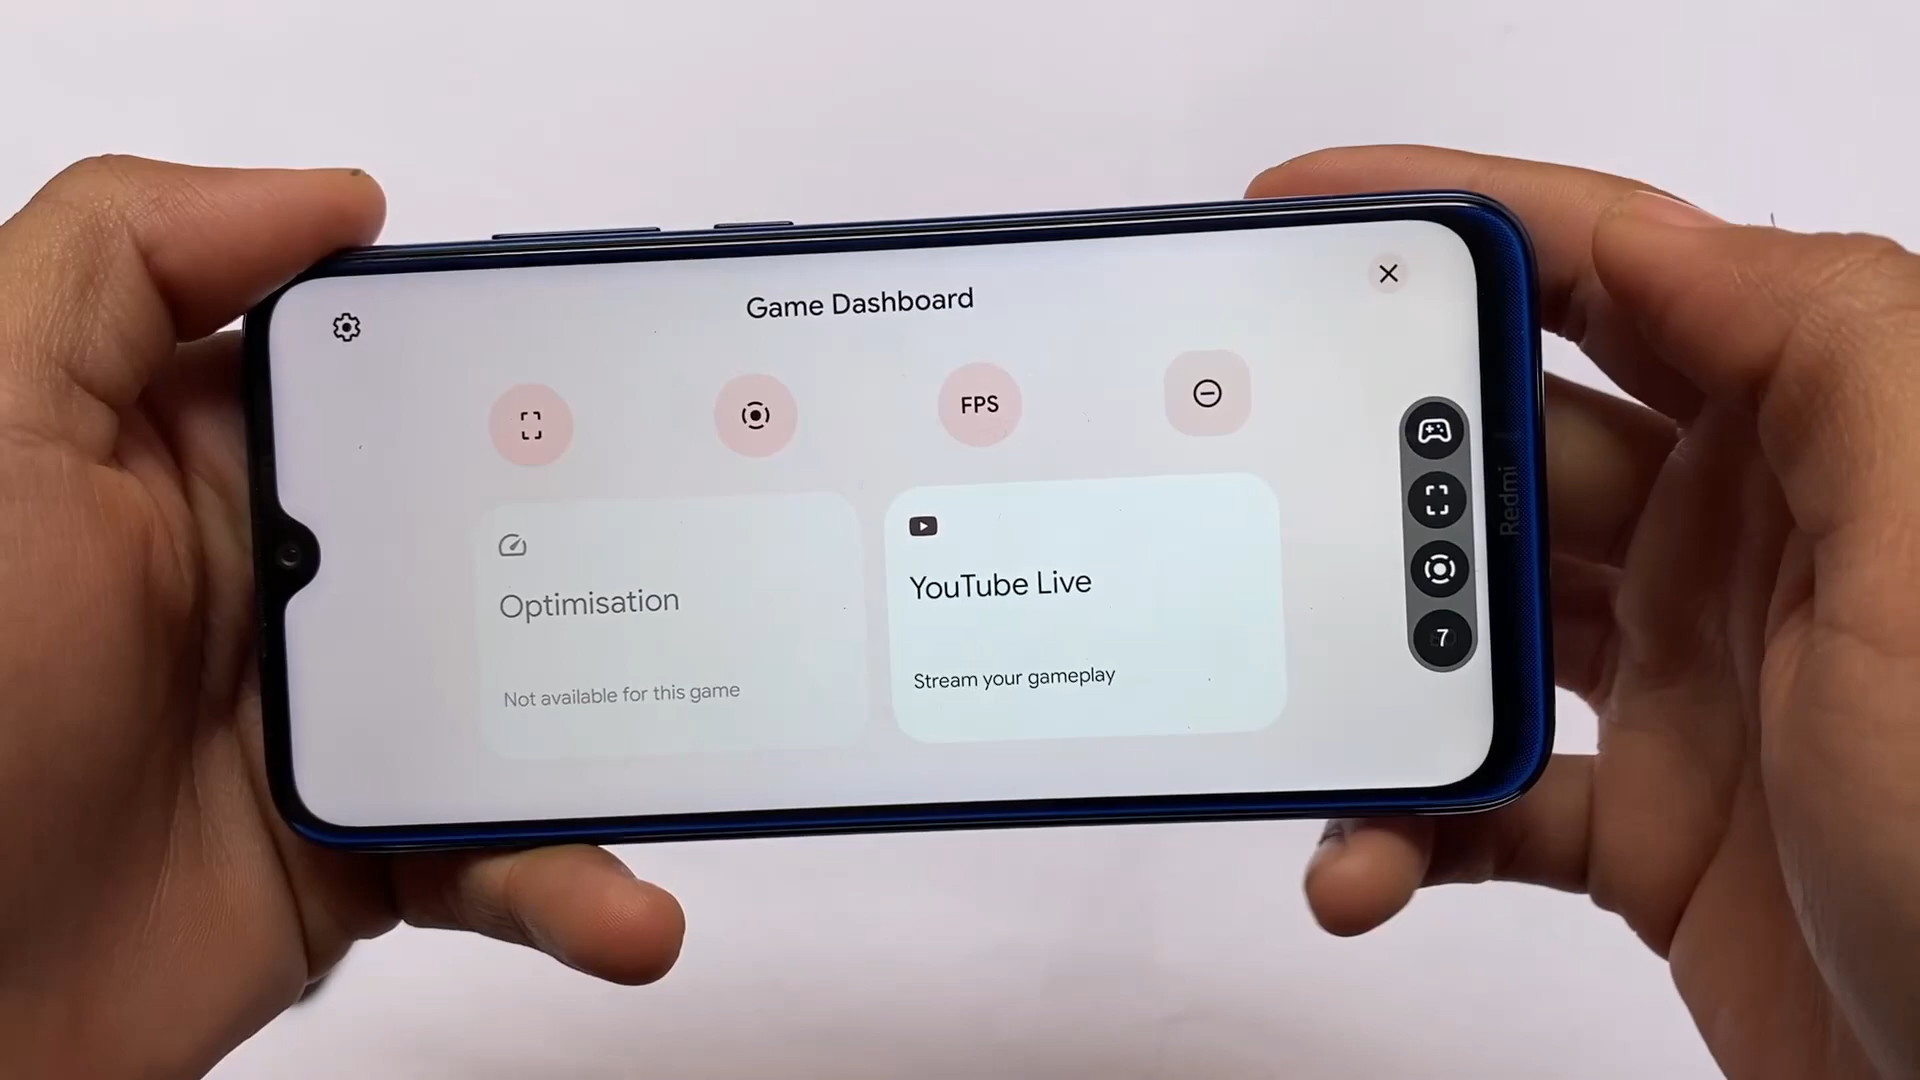 Game Dashboard
FPS
Optimisation
Not available for this game
YouTube Live
Stream your gameplay
7
Redmi